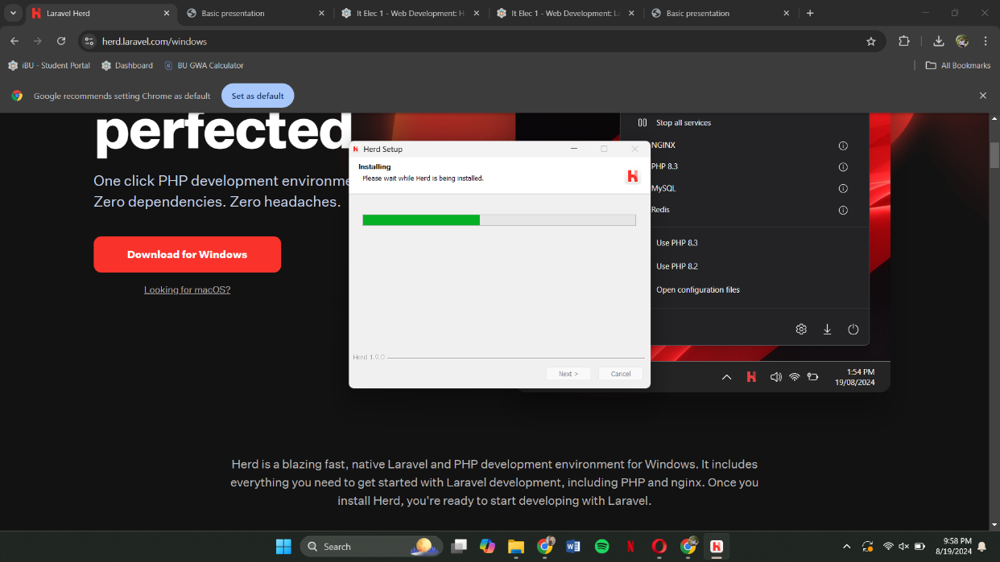 Laravel Herd
Basic presentation
It Elec 1 - Web Development: H
It Elec 1 - Web Development: La
Basic presentation
herd.laravel.com/windows
iBU - Student Portal
Dashboard
BU GWA Calculator
All Bookmarks
Google recommends setting Chrome as default
Set as default
perfected
One click PHP development environme
Zero dependencies. Zero headaches.
Download for Windows
Looking for macOS?
Herd Setup
Installing
Please wait while Herd is being installed.
Herd 1.9.0
Next >
Cancel
Stop all services
NGINX
PHP 8.3
MySQL
Redis
Use PHP 8.3
Use PHP 8.2
Open configuration files
1:54 PM
19/08/2024
Herd is a blazing fast, native Laravel and PHP development environment for Windows. It includes
everything you need to get started with Laravel development, including PHP and nginx. Once you
install Herd, you're ready to start developing with Laravel.
Search
9:58 PM
8/19/2024